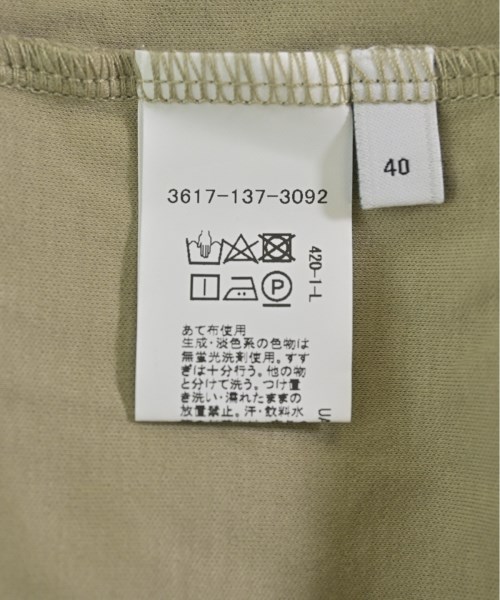 40
3617-137-3092
420-1-L
P
あて布使用
生成・淡色系の色物は
無蛍光洗剤使用。すす
ぎは十分行う。他の物
と分けて洗う。つけ置
き洗い・濡れたままの
放置禁止。汗・飲料水
UA